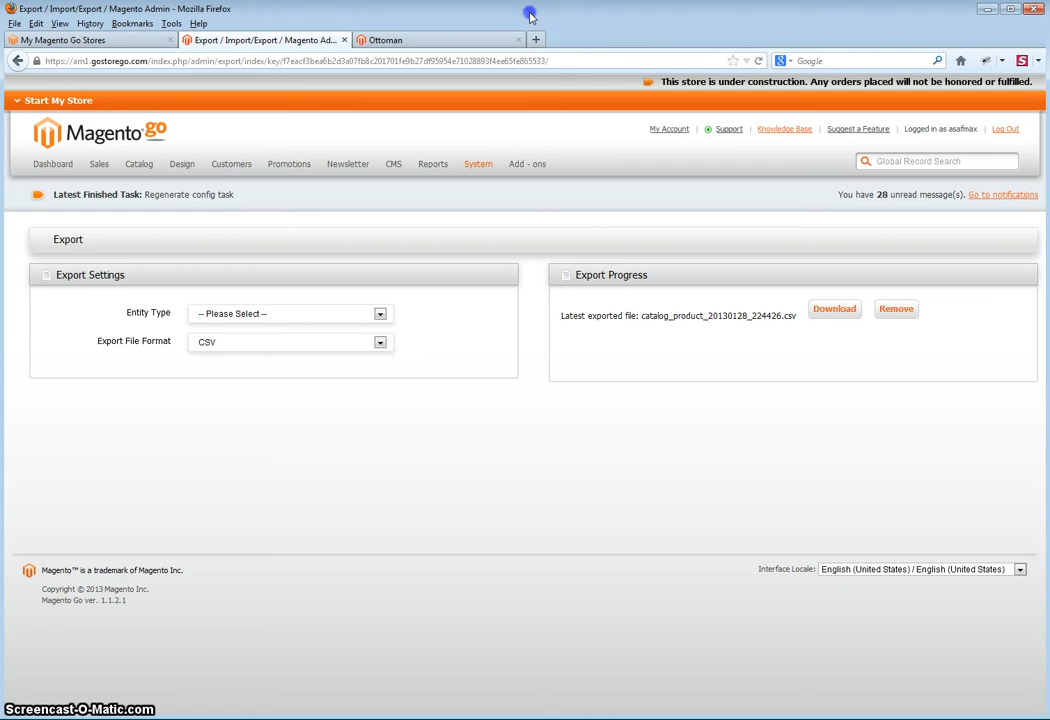 Export / Import/Export / Magento Admin - Mozilla Firefox
File Edit View History Bookmarks Tools Help
My Magento Go Stores × Export / Import/Export / Magento Ad... × Ottoman × +
https://am1.gostorego.com/index.php/admin/export/index/key/f7eacf3bea6b2d3a07fb8c201701fe9b27df95954e71028893f4ee65fe865533/ Google
This store is under construction. Any orders placed will not be honored or fulfilled.
Start My Store
Magento go
My Account | Support | Knowledge Base | Suggest a Feature | Logged in as asafmax | Log Out
Dashboard Sales Catalog Design Customers Promotions Newsletter CMS Reports System Add - ons Global Record Search
Latest Finished Task: Regenerate config task You have 28 unread message(s). Go to notifications
Export
Export Settings
Entity Type -- Please Select --
Export File Format CSV
Export Progress
Latest exported file: catalog_product_20130128_224426.csv Download Remove
Magento™ is a trademark of Magento Inc. Interface Locale: English (United States) / English (United States)
Copyright © 2013 Magento Inc.
Magento Go ver. 1.1.2.1
Screencast-O-Matic.com